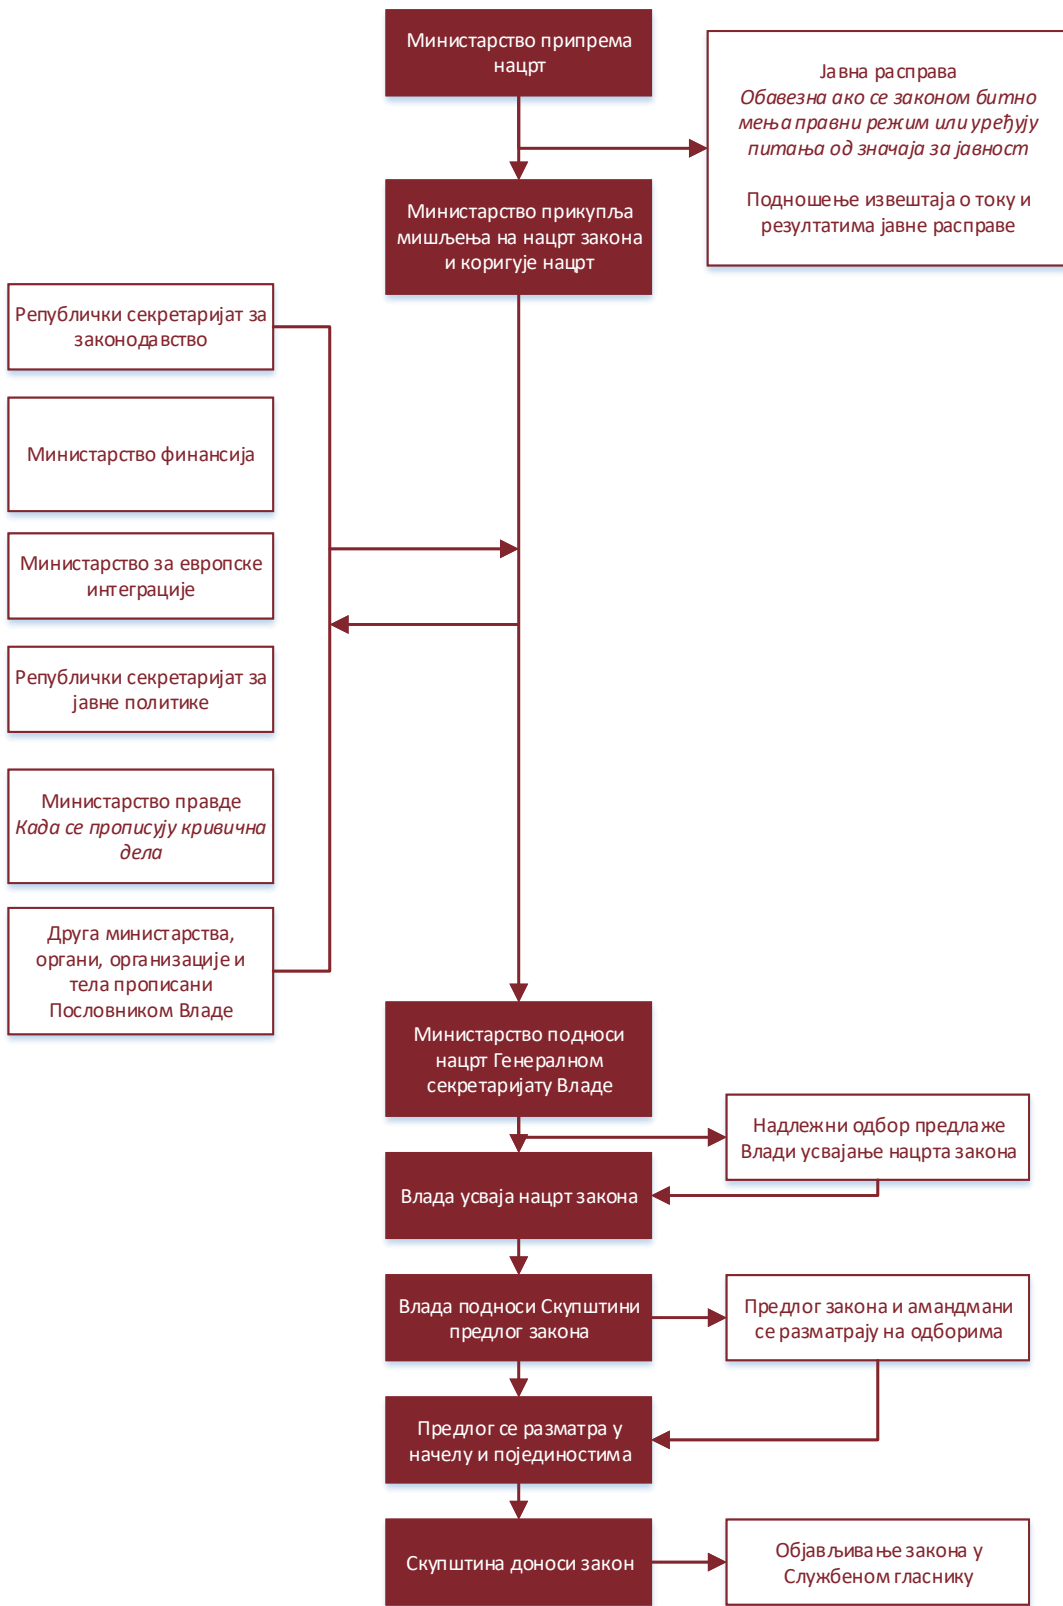 Министарство припрема
нацрт
Јавна расправа
Обавезна ако се законом битно
мења правни режим или уређују
питања од значаја за јавност
Подношење извештаја о току и
резултатима јавне расправе
Министарство прикупља
мишљења на нацрт закона
и коригује нацрт
Републички секретаријат за
законодавство
Министарство финансија
Министарство за европске
интеграције
Републички секретаријат за
јавне политике
Министарство правде
Када се прописују кривична
дела
Друга министарства,
органи, организације и
тела прописани
Пословником Владе
Министарство подноси
нацрт Генералном
секретаријату Владе
Надлежни одбор предлаже
Влади усвајање нацрта закона
Влада усваја нацрт закона
Влада подноси Скупштини
предлог закона
Предлог закона и амандмани
се разматрају на одборима
Предлог се разматра у
начелу и појединостима
Скупштина доноси закон
Објављивање закона у
Службеном гласнику